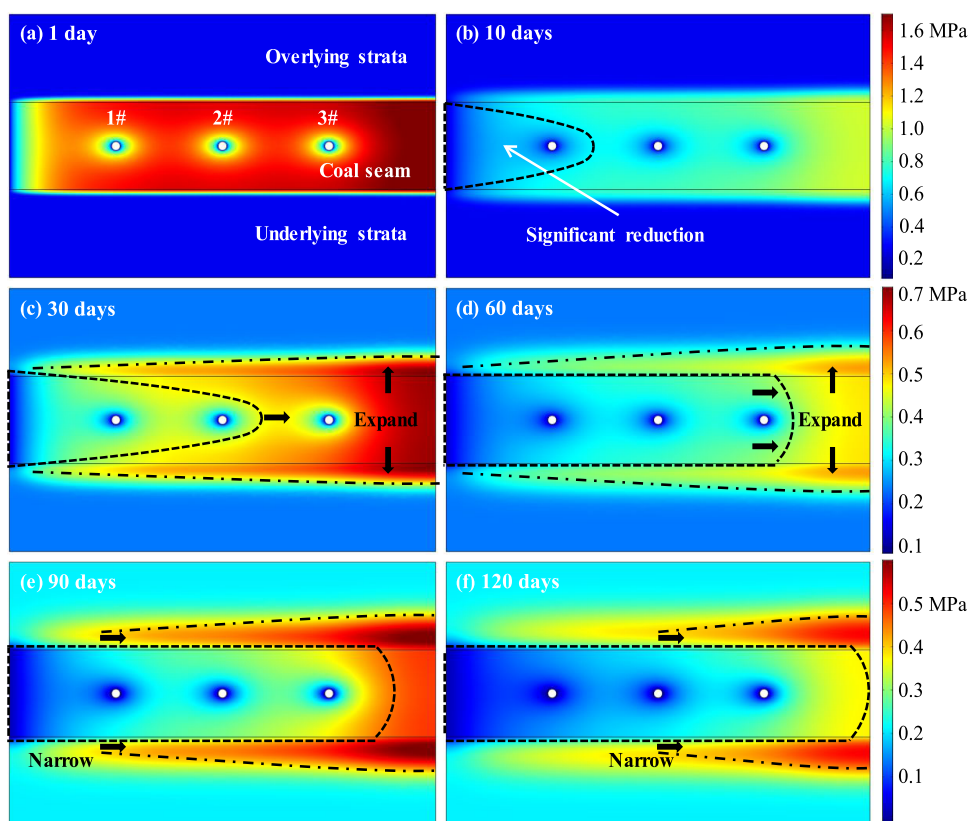 (a) 1 day
Overlying strata
1#
2#
3#
Coal seam
Underlying strata
(b) 10 days
Significant reduction
1.6 MPa
1.4
1.2
1.0
0.8
0.6
0.4
0.2
(c) 30 days
Expand
(d) 60 days
Expand
0.7 MPa
0.6
0.5
0.4
0.3
0.2
0.1
(e) 90 days
Narrow
(f) 120 days
Narrow
0.5 MPa
0.4
0.3
0.2
0.1